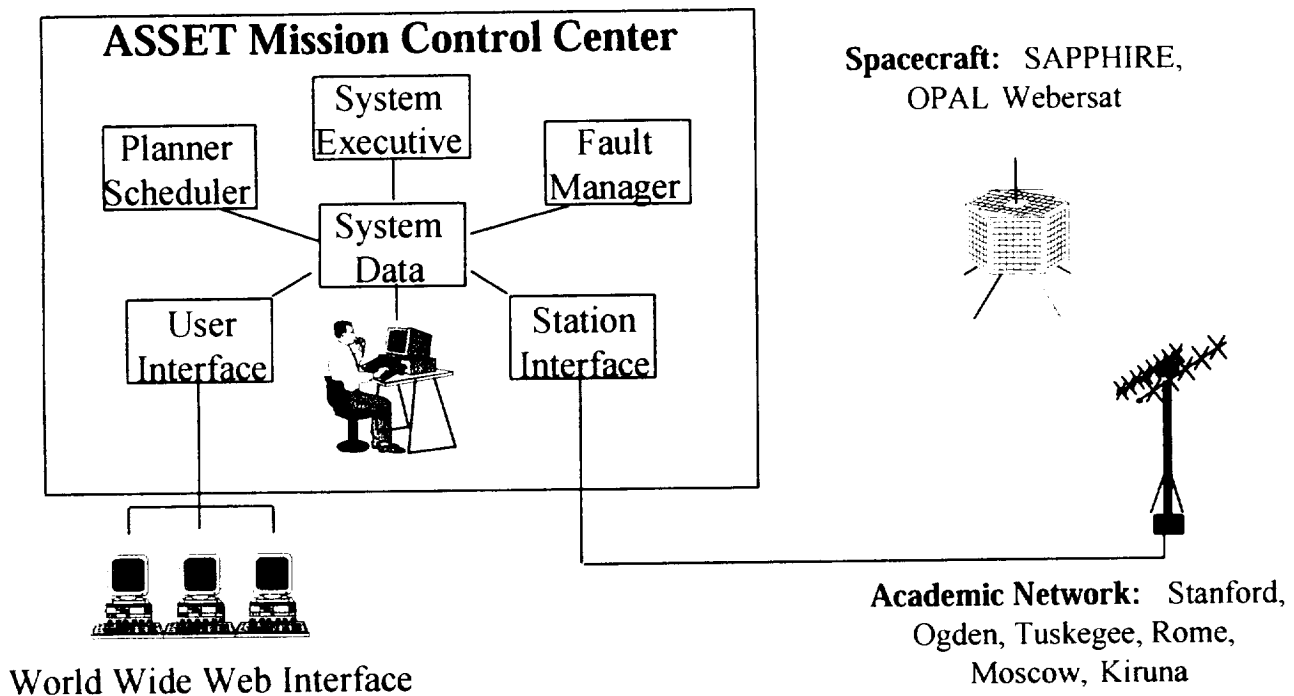 ASSET Mission Control Center
System
Executive
Planner
Scheduler
Fault
Manager
System
Data
User
Interface
Station
Interface
World Wide Web Interface
Spacecraft: SAPPHIRE,
OPAL Webersat
Academic Network: Stanford,
Ogden, Tuskegee, Rome,
Moscow, Kiruna